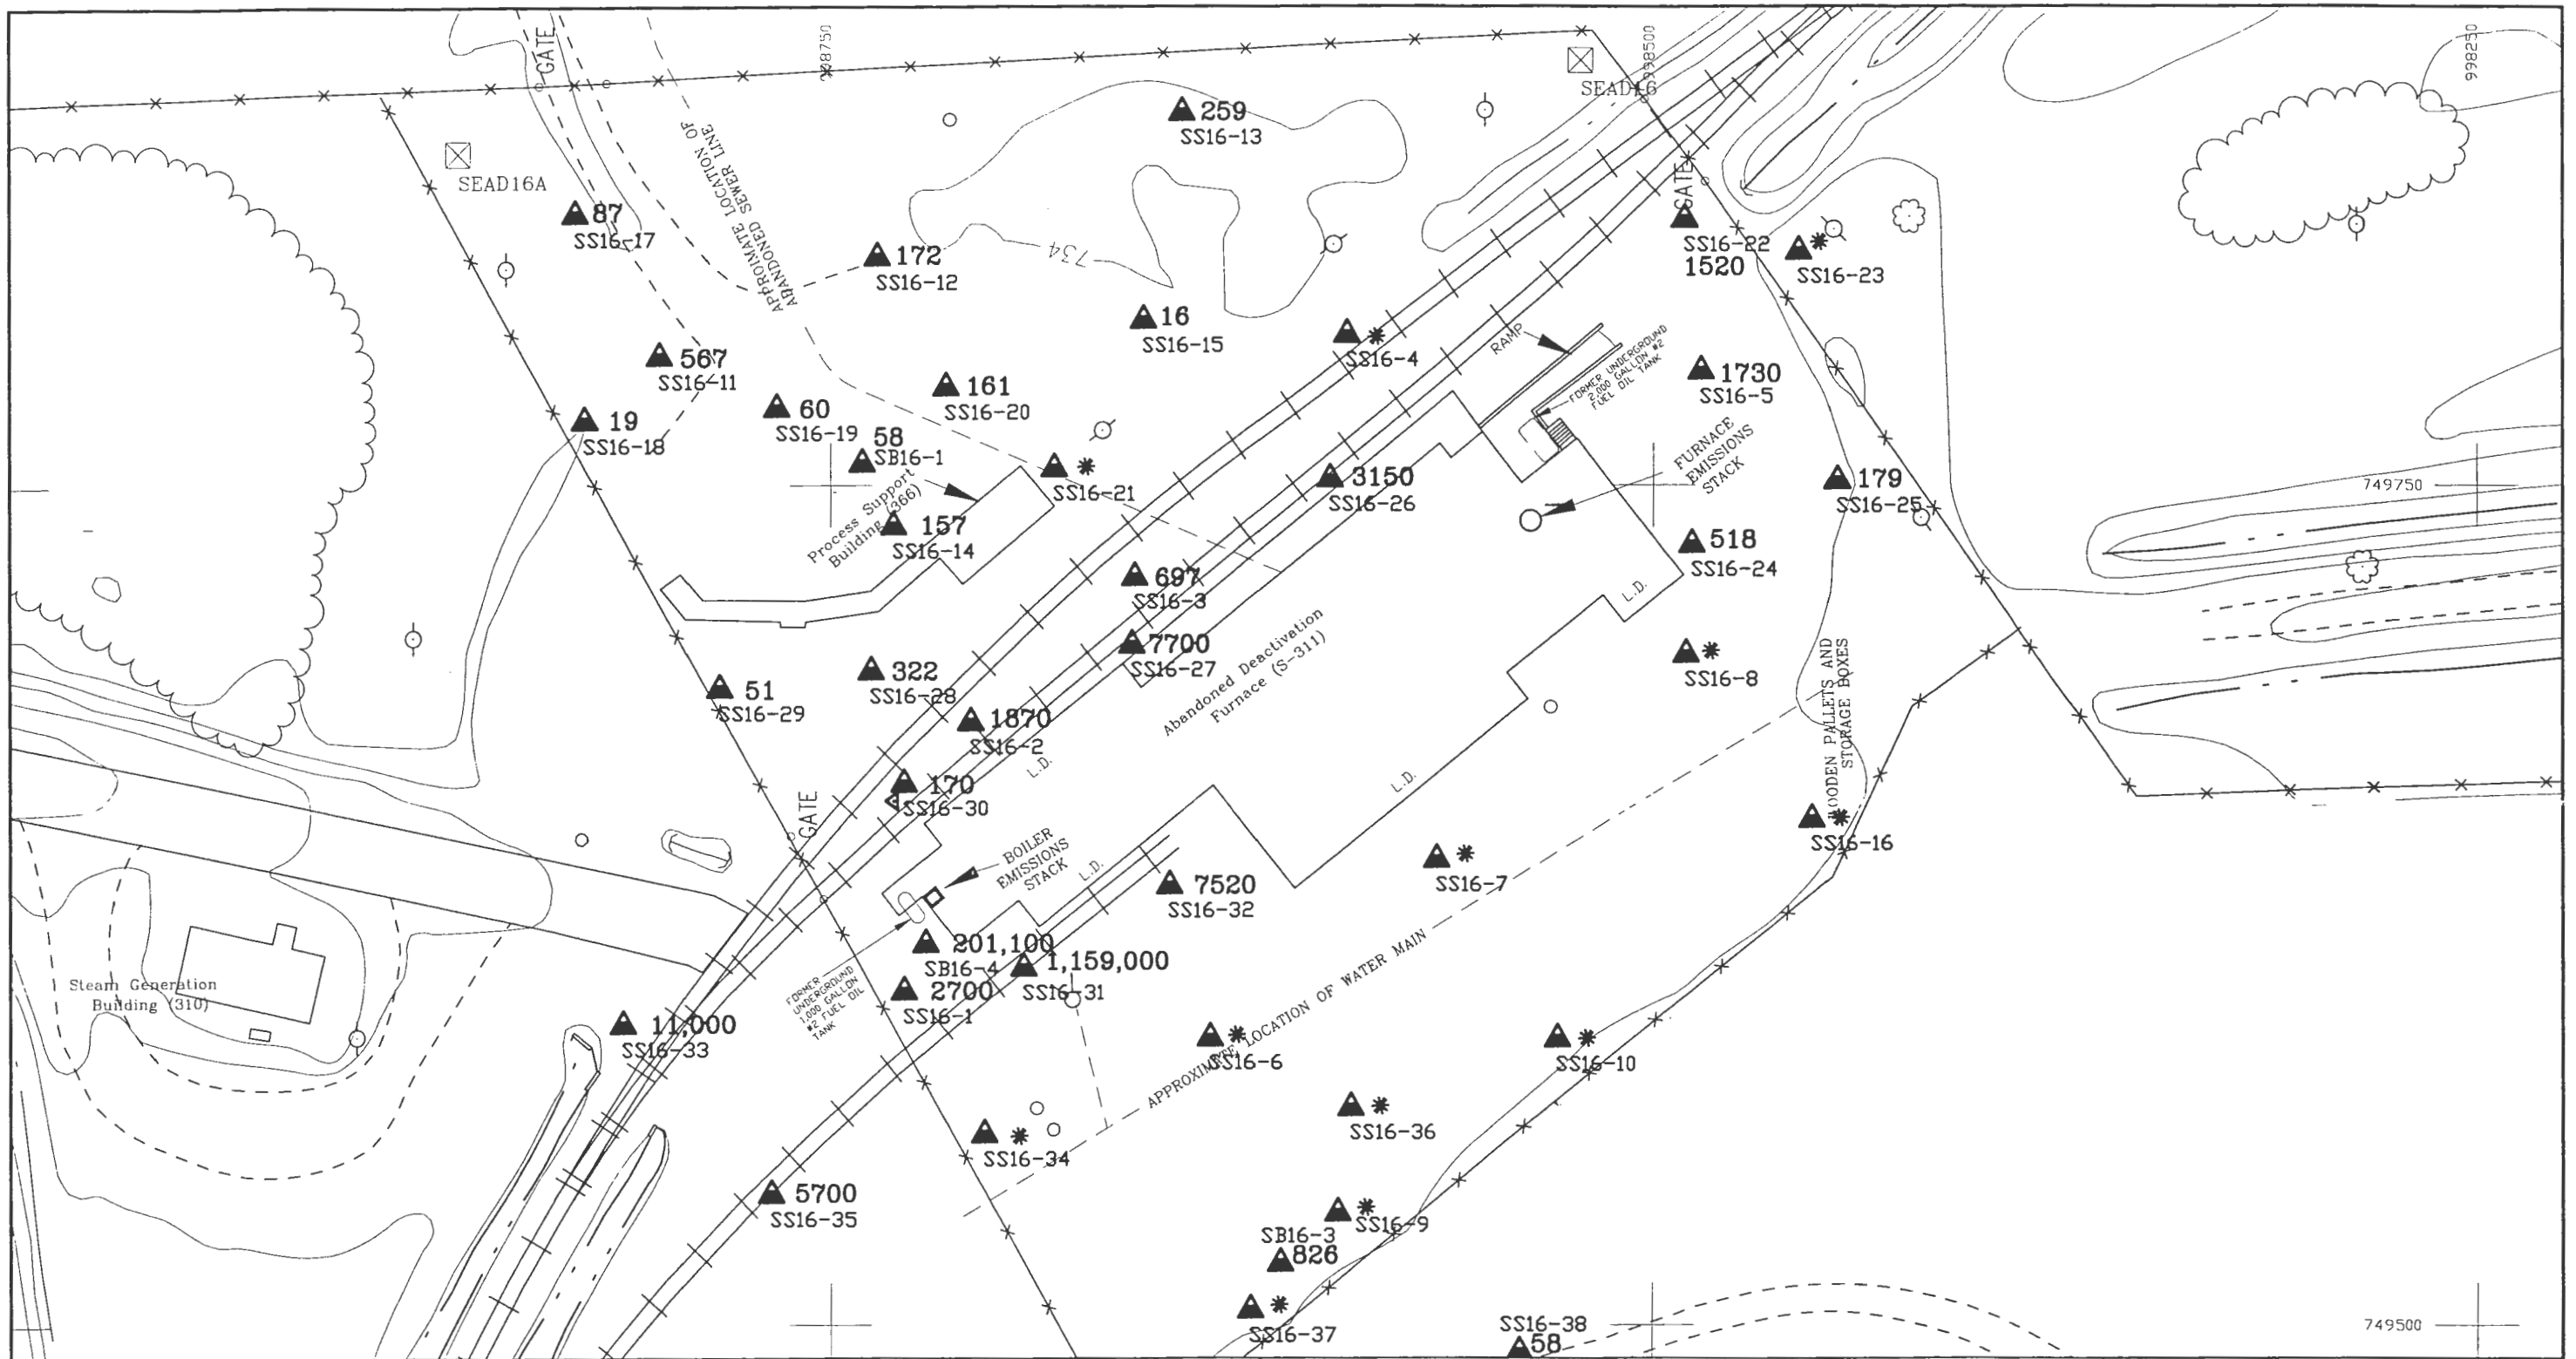 GATE
998750
998500
998250
SEAD16
259
SS16-13
APPROIMATE LOCATION OF
ABANDONED SEWER LINE
SEAD16A
87
SS16-17
GATE
SS16-22
1520
SS16-23
172
SS16-12
734
16
SS16-15
SS16-4
RAMP
FORMER UNDERGROUND
2,000 GALLON #2
FUEL OIL TANK
567
SS16-11
161
SS16-20
1730
SS16-5
60
SS16-19
19
SS16-18
58
SB16-1
SS16-21
3150
SS16-26
FURNACE
EMISSIONS
STACK
179
SS16-25
749750
Process Support
Building (366)
157
SS16-14
518
SS16-24
697
SS16-3
L.D.
7700
SS16-27
Abandoned Deactivation
Furnace (S-311)
SS16-8
322
SS16-28
51
SS16-29
1870
SS16-2
L.D.
WOODEN PALLETS AND
STORAGE BOXES
170
SS16-30
L.D.
GATE
SS16-16
BOILER
EMISSIONS
STACK
L.D.
SS16-7
7520
SS16-32
201,100
SB16-4
1,159,000
SS16-31
2700
SS16-1
FORMER
UNDERGROUND
1,000 GALLON
#2 FUEL OIL
TANK
Steam Generation
Building (310)
11,000
SS16-33
APPROXIMATE LOCATION OF WATER MAIN
SS16-6
SS16-10
SS16-36
SS16-34
5700
SS16-35
SS16-9
SB16-3
826
SS16-37
SS16-38
58
749500